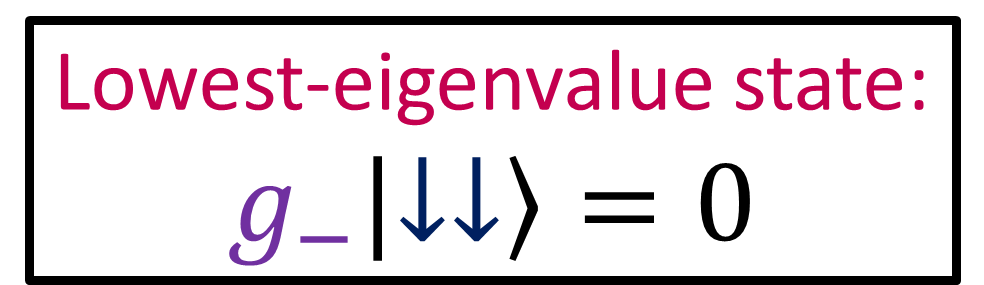 Lowest-eigenvalue state:
g₋|↓↓⟩ = 0